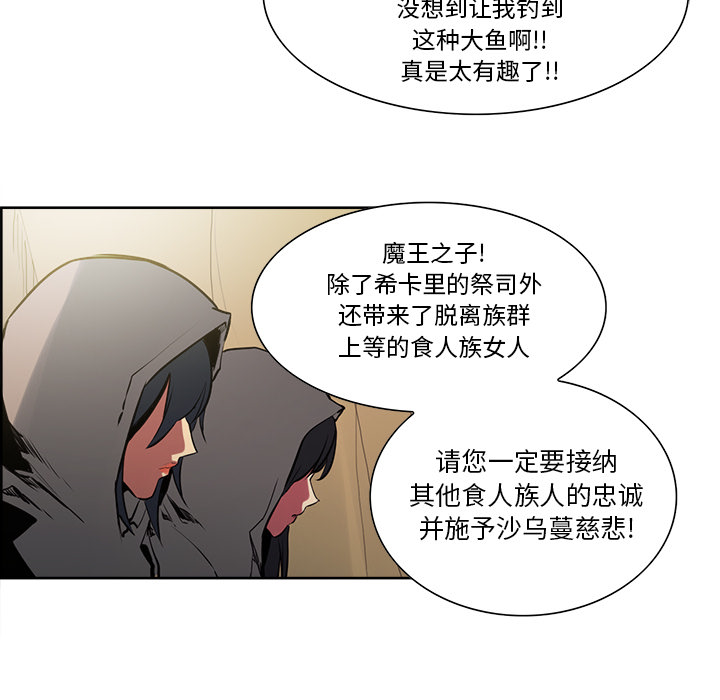 没想到让我钓到
这种大鱼啊!!
真是太有趣了!!
魔王之子!
除了希卡里的祭司外
还带来了脱离族群
上等的食人族女人
请您一定要接纳
其他食人族人的忠诚
并施予沙乌蔓慈悲!